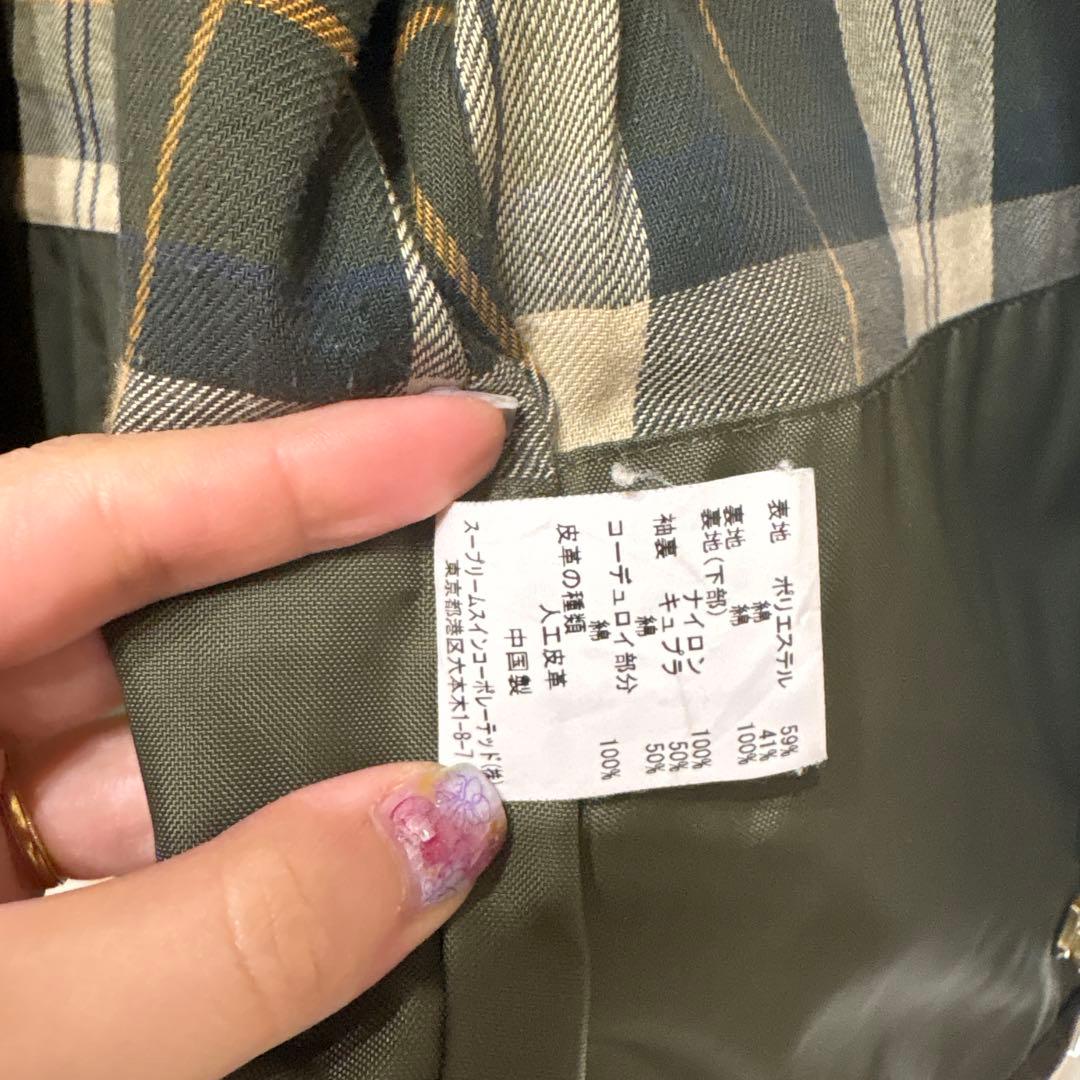 表地 ポリエステル 59%
綿 41%
裏地 綿 100%
裏地(下部)
ナイロン 100%
袖裏 キュプラ 50%
綿 50%
コーデュロイ部分
綿 100%
皮革の種類
人工皮革
中国製
スープリームスインコーポレーテッド(株)
東京都港区六本木1-8-7